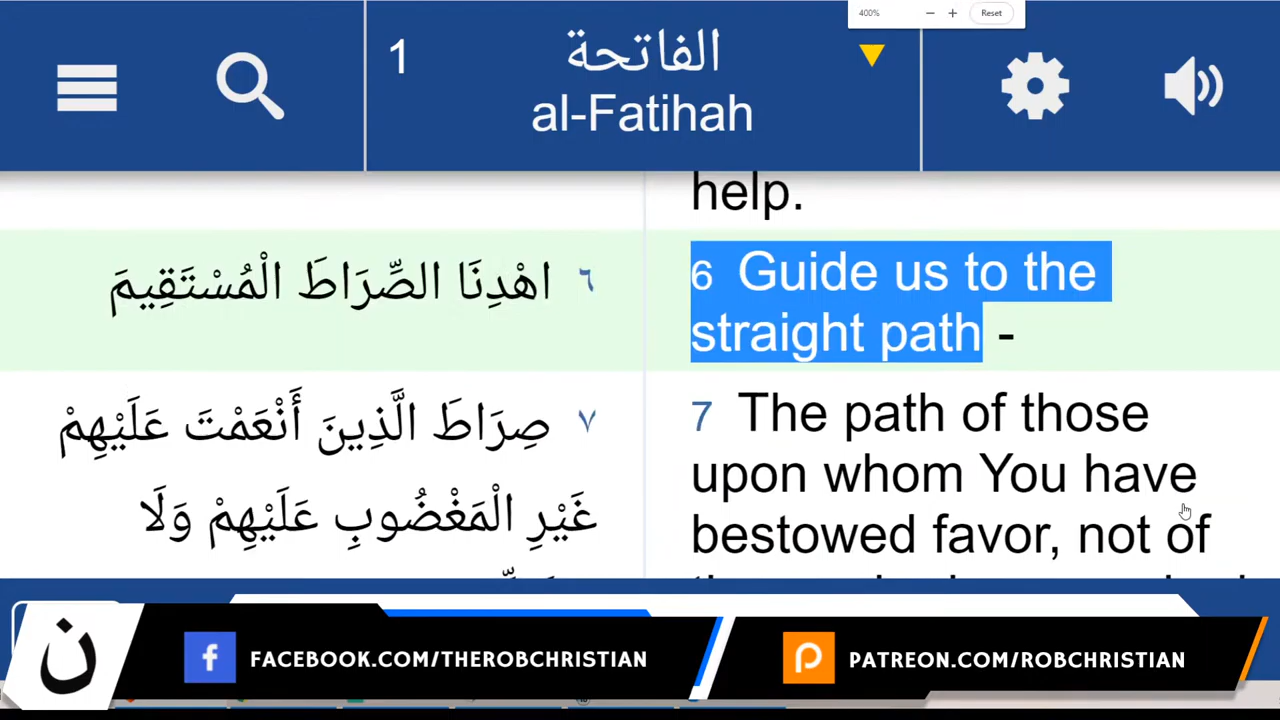 400%
Reset
1
الفاتحة
al-Fatihah
help.
٦ اهْدِنَا الصِّرَاطَ الْمُسْتَقِيمَ
6 Guide us to the
straight path -
٧ صِرَاطَ الَّذِينَ أَنْعَمْتَ عَلَيْهِمْ
غَيْرِ الْمَغْضُوبِ عَلَيْهِمْ وَلَا
7 The path of those
upon whom You have
bestowed favor, not of
ن
FACEBOOK.COM/THEROBCHRISTIAN
PATREON.COM/ROBCHRISTIAN